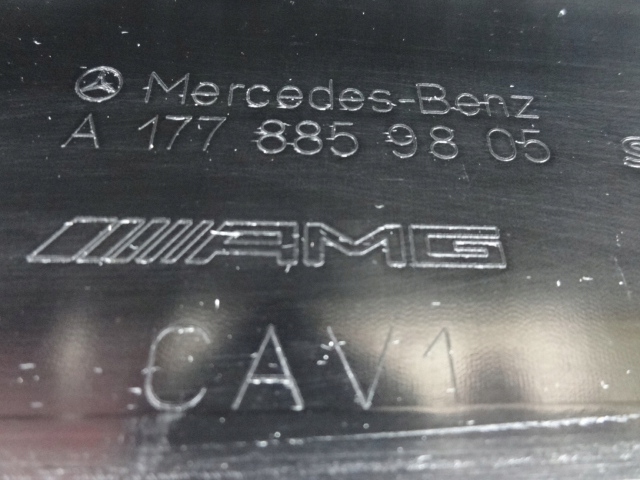 Mercedes-Benz
A 177 885 98 05
AMG
CAV1